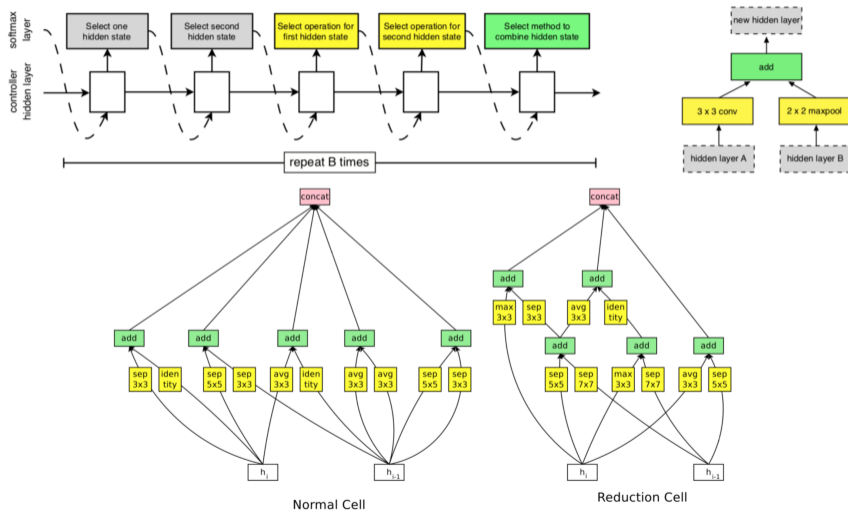 softmax
layer
controller
hidden layer
Select one
hidden state
Select second
hidden state
Select operation for
first hidden state
Select operation for
second hidden state
Select method to
combine hidden state
repeat B times
new hidden layer
add
3 x 3 conv
2 x 2 maxpool
hidden layer A
hidden layer B
concat
add
add
add
add
add
sep
3x3
iden
tity
sep
5x5
sep
3x3
avg
3x3
iden
tity
avg
3x3
avg
3x3
sep
5x5
sep
3x3
hi
hi-1
Normal Cell
concat
add
add
max
3x3
sep
3x3
avg
3x3
iden
tity
add
add
add
sep
5x5
sep
7x7
max
3x3
sep
7x7
avg
3x3
sep
5x5
hi
hi-1
Reduction Cell